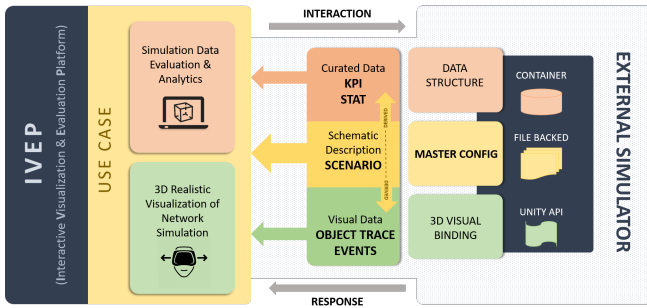 INTERACTION
IVEP
(Interactive Visualization & Evaluation Platform)
USE CASE
Simulation Data
Evaluation &
Analytics
3D Realistic
Visualization of
Network
Simulation
Curated Data
KPI
STAT
DERIVED
Schematic
Description
SCENARIO
DERIVED
Visual Data
OBJECT TRACE
EVENTS
DATA
STRUCTURE
MASTER CONFIG
3D VISUAL
BINDING
CONTAINER
FILE BACKED
UNITY API
EXTERNAL SIMULATOR
RESPONSE